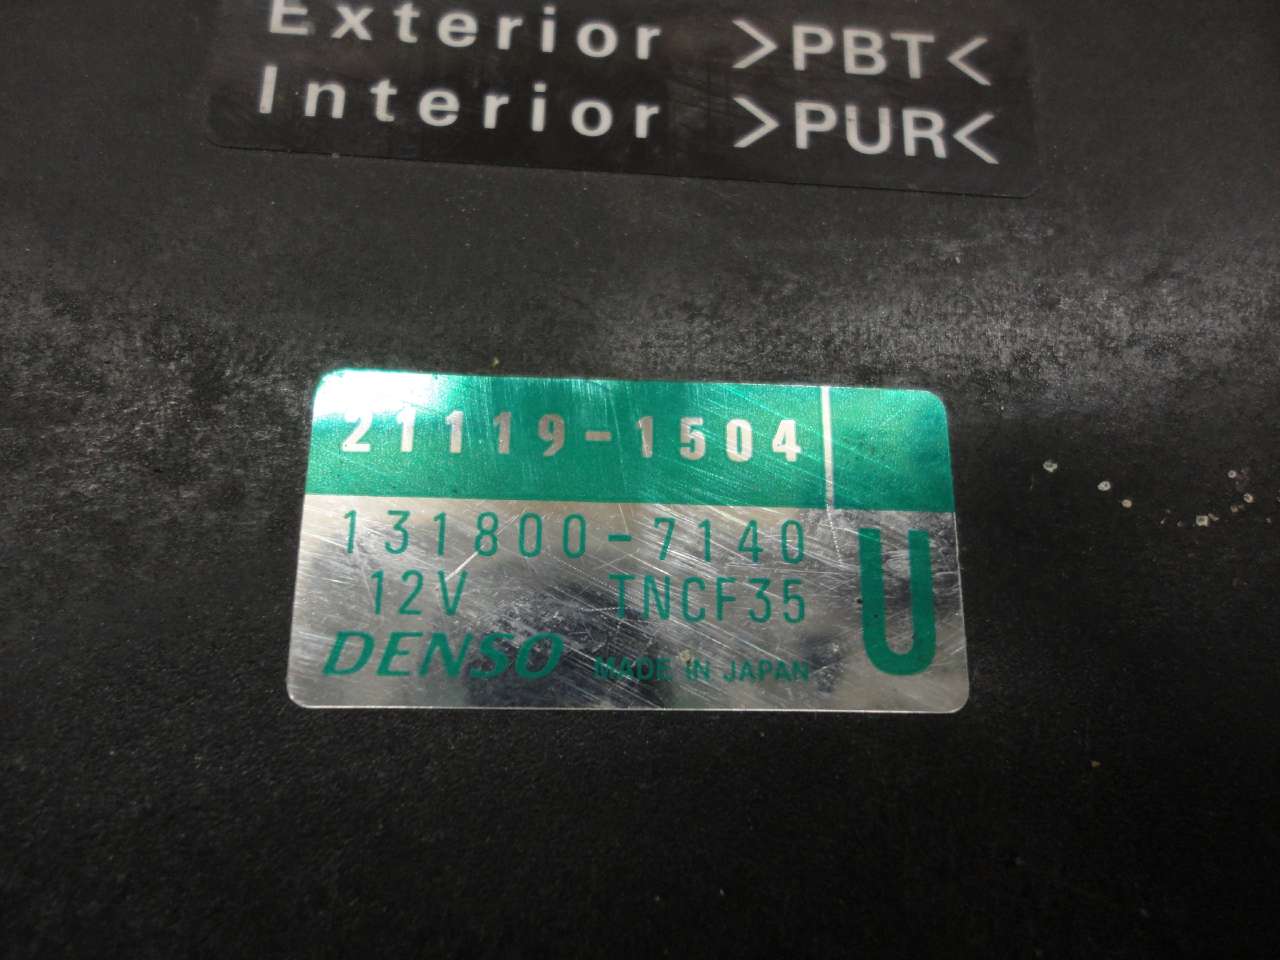 Exterior >PBT<
Interior >PUR<
21119-1504
131800-7140
12V TNCF35
U
DENSO MADE IN JAPAN